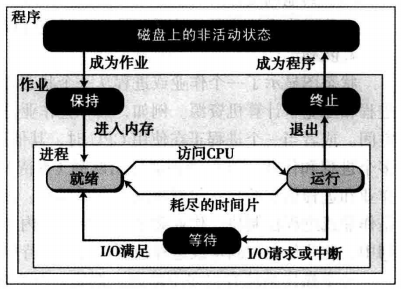 程序
磁盘上的非活动状态
成为作业
成为程序
作业
保持
终止
进入内存
退出
进程
访问CPU
就绪
运行
耗尽的时间片
等待
I/O满足
I/O请求或中断